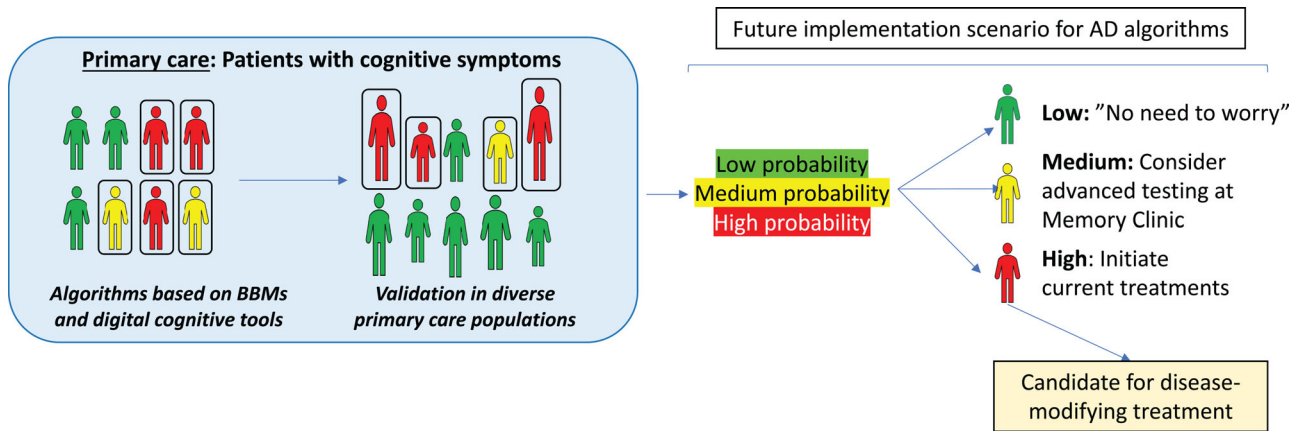 Primary care: Patients with cognitive symptoms
Algorithms based on BBMs
and digital cognitive tools
Validation in diverse
primary care populations
Future implementation scenario for AD algorithms
Low probability
Medium probability
High probability
Low: ”No need to worry”
Medium: Consider
advanced testing at
Memory Clinic
High: Initiate
current treatments
Candidate for disease-
modifying treatment